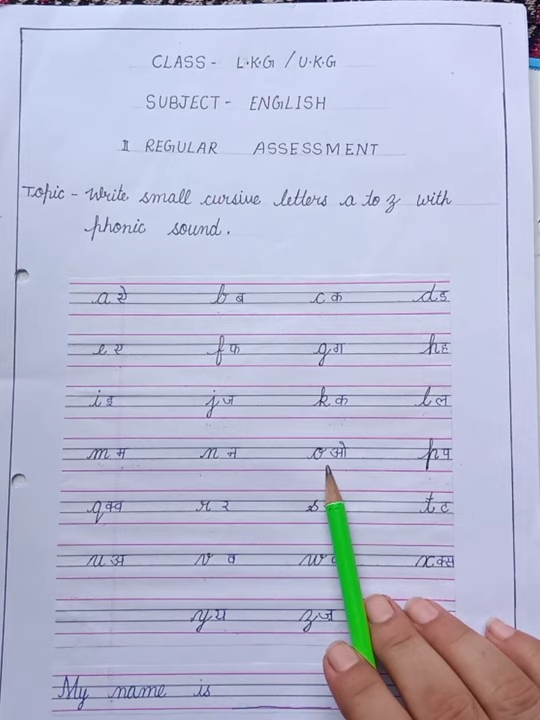 CLASS- L.K.G / U.K.G
SUBJECT- ENGLISH
II REGULAR ASSESSMENT
Topic - Write small cursive letters a to z with
phonic sound.
a ऐ b ब c क d ड
e ए f फ g ग h ह
i इ j ज k क l ल
m म n न o ओ p प
q क्व r र s t ट
u अ v व w x क्स
y य z ज
My name is